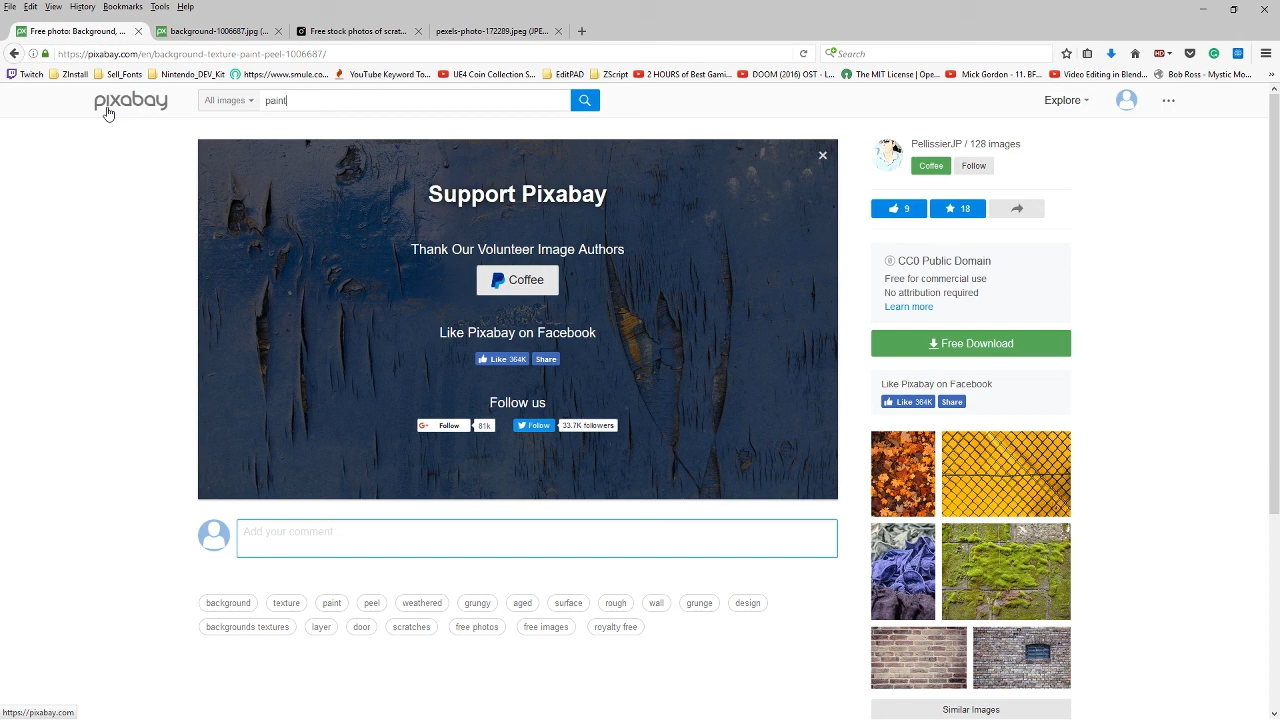 File Edit View History Bookmarks Tools Help
Free photo: Background, ... × background-1006687.jpg (... × Free stock photos of scrat... × pexels-photo-172289.jpeg (JPE... × +
https://pixabay.com/en/background-texture-paint-peel-1006687/ Search
Twitch ZInstall Sell_Fonts Nintendo_DEV_Kit https://www.smule.co... YouTube Keyword To... UE4 Coin Collection S... EditPAD ZScript 2 HOURS of Best Gami... DOOM (2016) OST - L... The MIT License | Ope... Mick Gordon - 11. BF... Video Editing in Blende... Bob Ross - Mystic Mo...
pixabay All images paint Explore
PellissierJP / 128 images
Coffee Follow
9 18
Support Pixabay
Thank Our Volunteer Image Authors
Coffee
Like Pixabay on Facebook
Like 364K Share
Follow us
G+ Follow 81k Follow 33.7K followers
CC0 Public Domain
Free for commercial use
No attribution required
Learn more
Free Download
Like Pixabay on Facebook
Like 364K Share
Add your comment
background texture paint peel weathered grungy aged surface rough wall grunge design
backgrounds textures layer door scratches free photos free images royalty free
Similar Images
https://pixabay.com